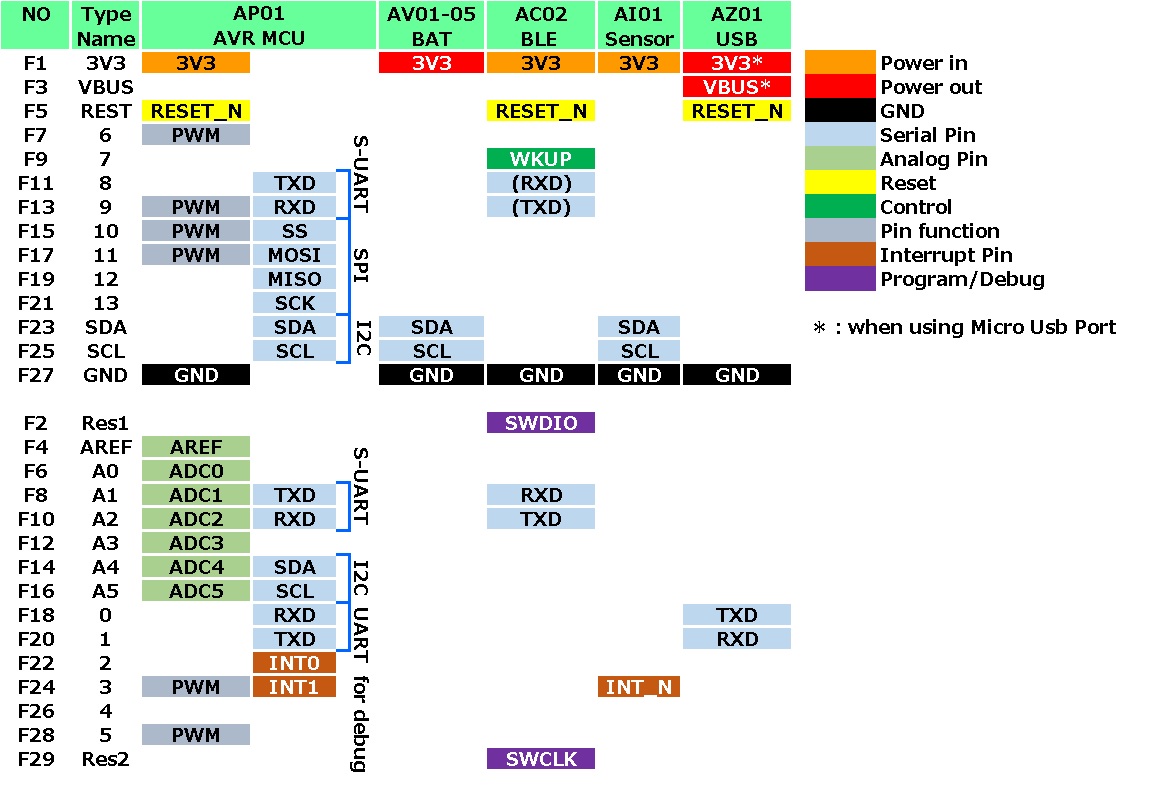 NO Type Name AP01 AVR MCU AV01-05 BAT AC02 BLE AI01 Sensor AZ01 USB
F1 3V3 3V3 3V3 3V3 3V3 3V3*
F3 VBUS VBUS*
F5 REST RESET_N RESET_N RESET_N
F7 6 PWM
F9 7 WKUP
F11 8 TXD (RXD)
F13 9 PWM RXD (TXD)
S-UART
F15 10 PWM SS
F17 11 PWM MOSI
F19 12 MISO
F21 13 SCK
SPI
F23 SDA SDA SDA SDA
F25 SCL SCL SCL SCL
I2C
F27 GND GND GND GND GND GND
F2 Res1 SWDIO
F4 AREF AREF
F6 A0 ADC0
F8 A1 ADC1 TXD RXD
F10 A2 ADC2 RXD TXD
S-UART
F12 A3 ADC3
F14 A4 ADC4 SDA
F16 A5 ADC5 SCL
I2C
F18 0 RXD TXD
F20 1 TXD RXD
UART for debug
F22 2 INT0
F24 3 PWM INT1 INT_N
F26 4
F28 5 PWM
F29 Res2 SWCLK
Power in
Power out
GND
Serial Pin
Analog Pin
Reset
Control
Pin function
Interrupt Pin
Program/Debug
* : when using Micro Usb Port